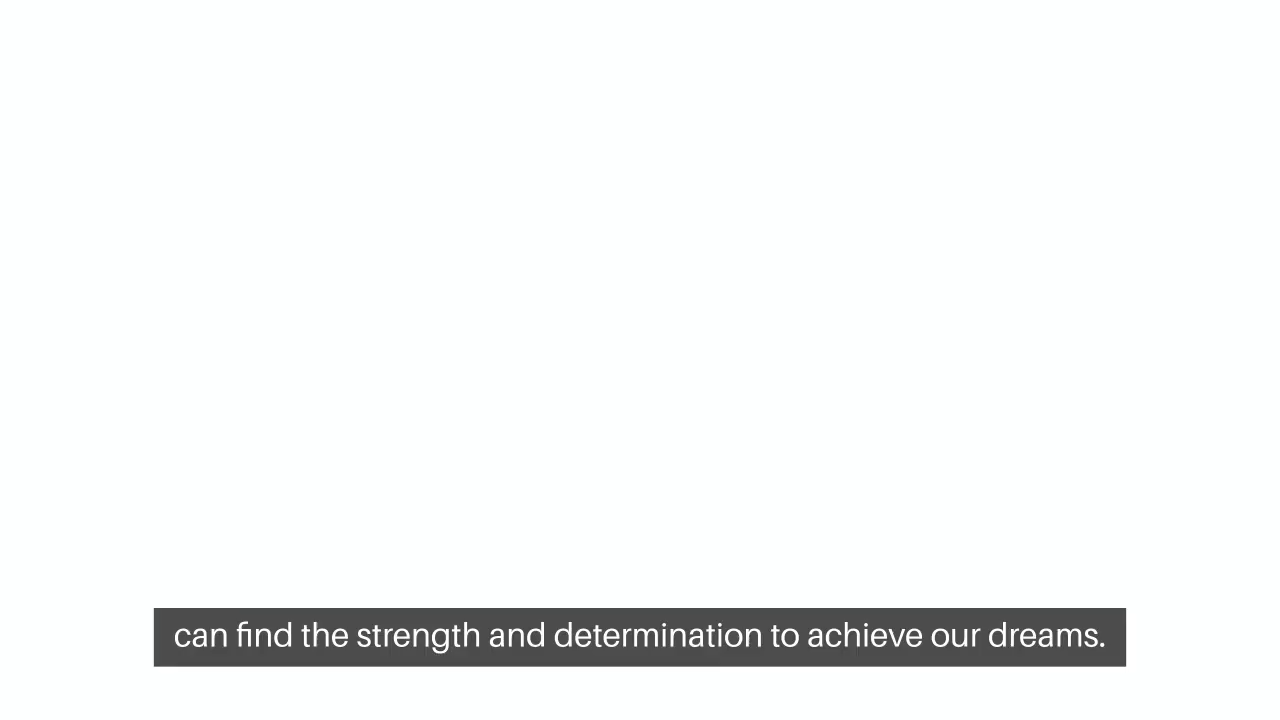 can find the strength and determination to achieve our dreams.